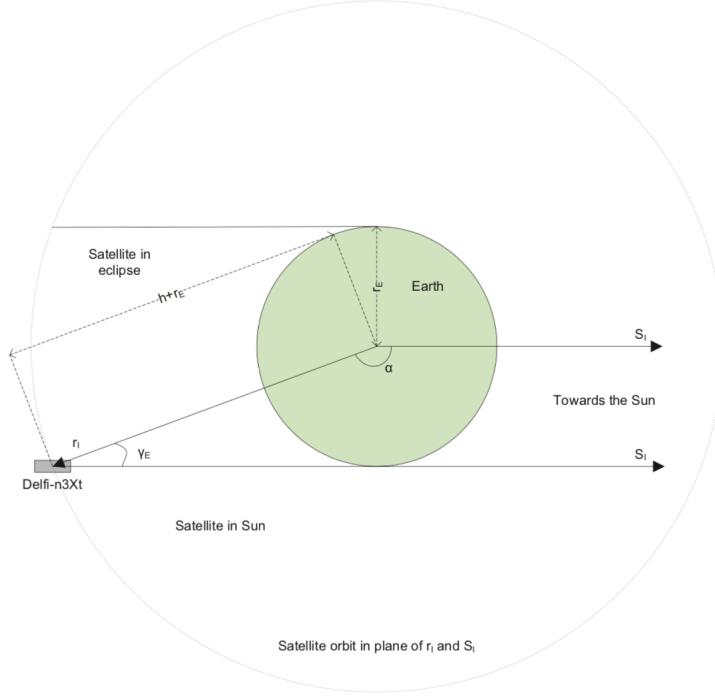 Satellite in
eclipse
h+rE
rE
Earth
SI
α
Towards the Sun
rI
γE
SI
Delfi-n3Xt
Satellite in Sun
Satellite orbit in plane of rI and SI